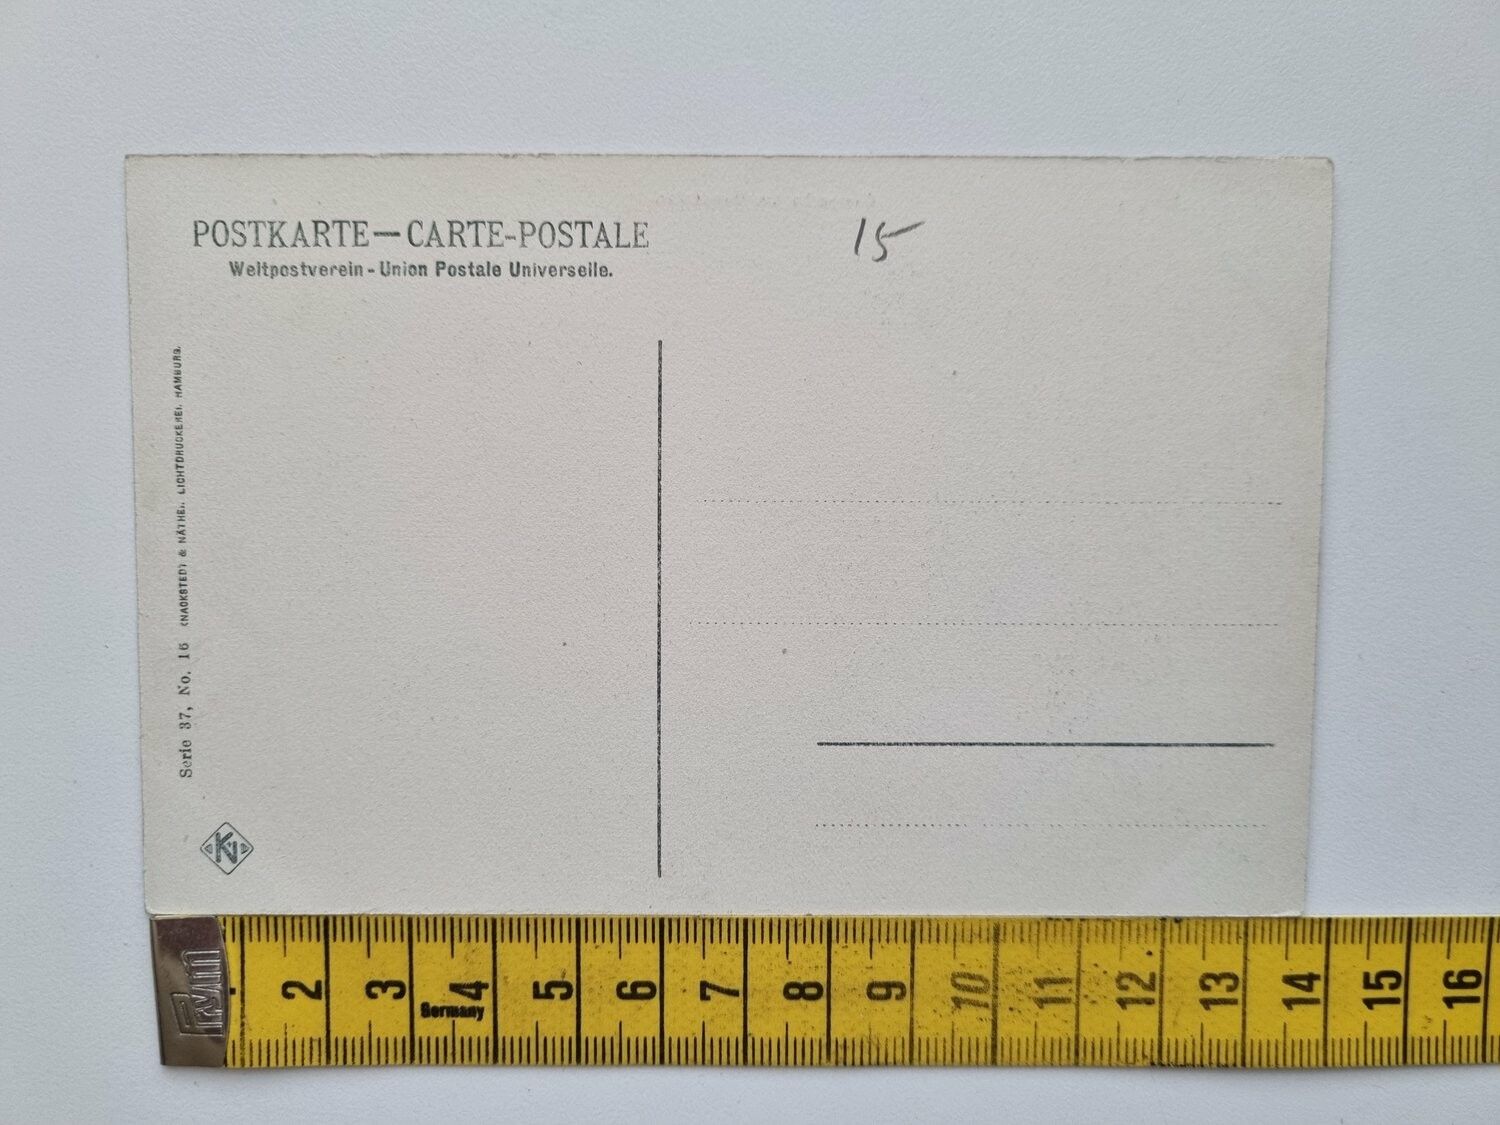 POSTKARTE—CARTE-POSTALE
Weltpostverein - Union Postale Universelle.
15
Serie 37, No. 16 KNACKSTEDT & NÄTHER, LICHTDRUCKEREI, HAMBURG.
KN
Prym
2 3 4 5 6 7 8 9 10 11 12 13 14 15 16
Germany